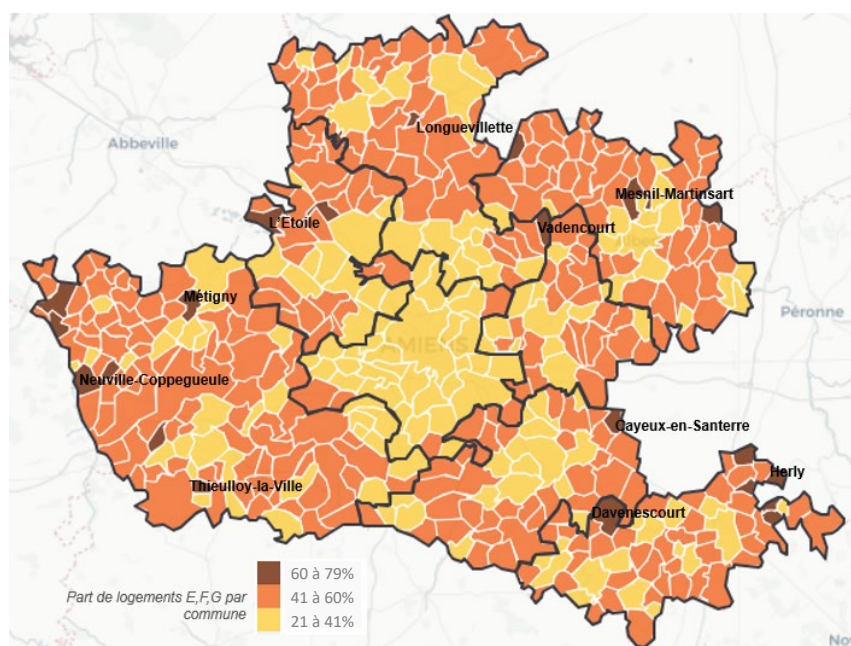 Abbeville
Longuevillette
Mesnil-Martinsart
L'Etoile
Vadencourt
Métigny
Péronne
AMIENS
Neuville-Coppegueule
Cayeux-en-Santerre
Herly
Thieulloy-la-Ville
Davenescourt
60 à 79%
Part de logements E,F,G par
commune
41 à 60%
21 à 41%